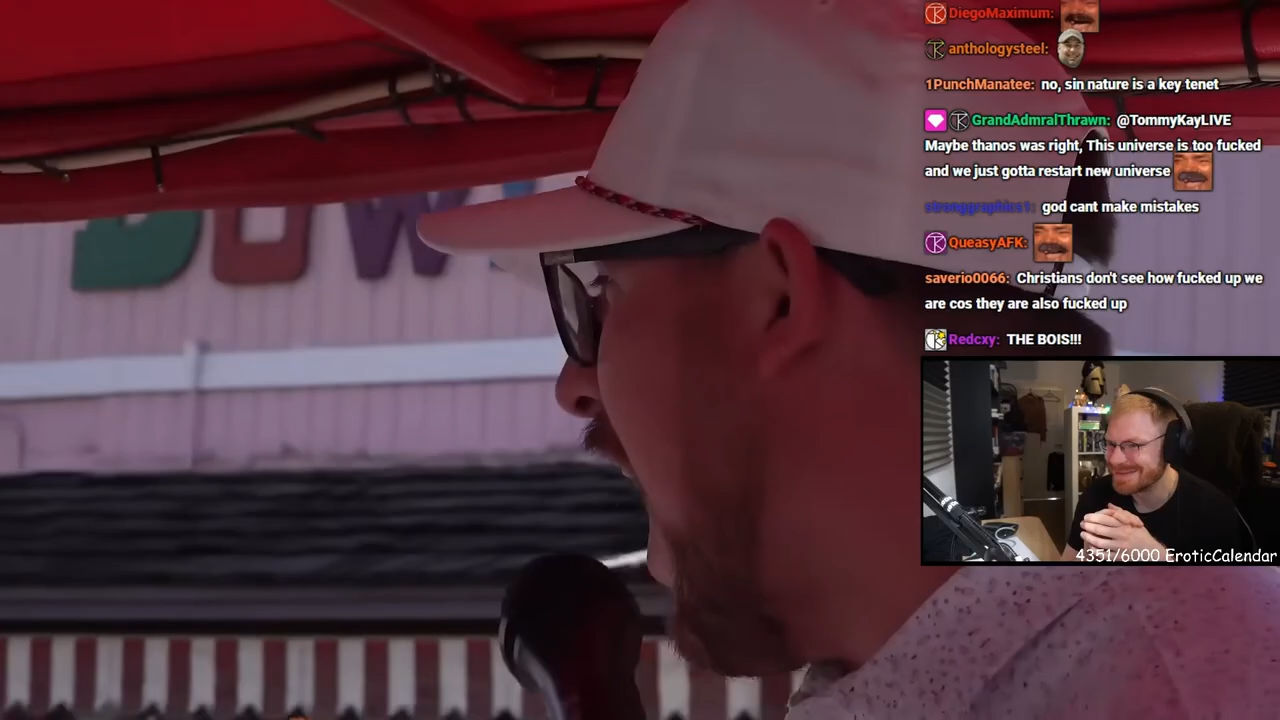 BOWL
DiegoMaximum:
anthologysteel:
1PunchManatee: no, sin nature is a key tenet
GrandAdmralThrawn: @TommyKayLIVE
Maybe thanos was right, This universe is too fucked
and we just gotta restart new universe
stronggraphics1: god cant make mistakes
QueasyAFK:
saverio0066: Christians don't see how fucked up we
are cos they are also fucked up
Redcxy: THE BOIS!!!
4351/6000 EroticCalendar